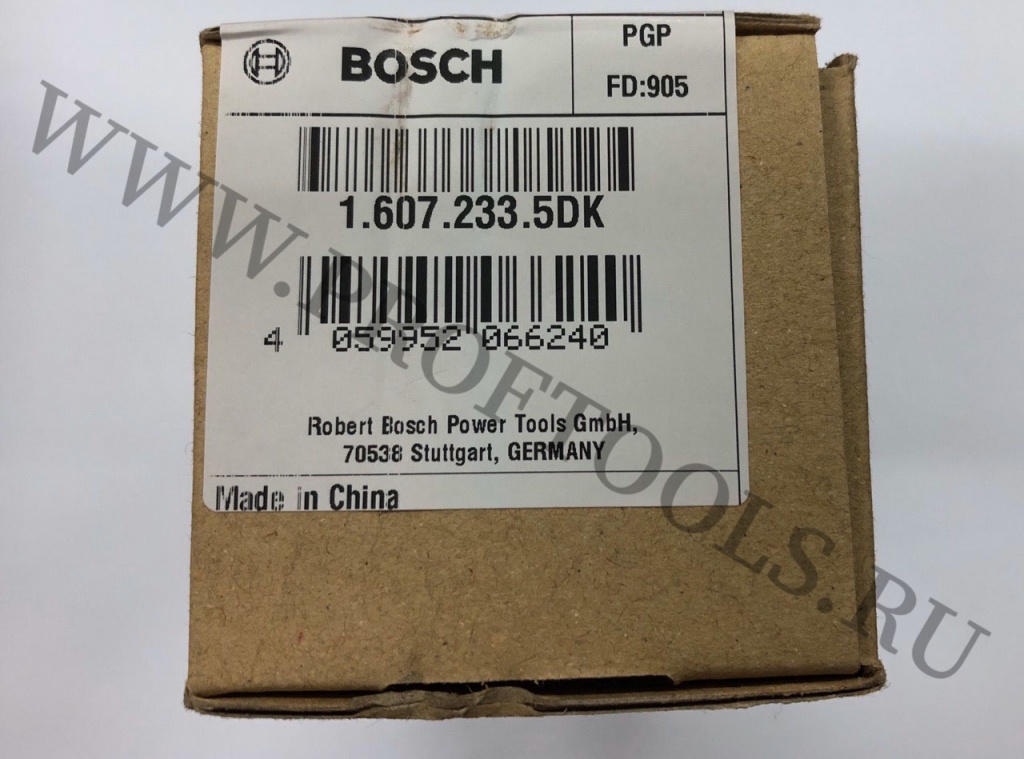 BOSCH
PGP
FD:905
1.607.233.5DK
4 059952 066240
Robert Bosch Power Tools GmbH,
70538 Stuttgart, GERMANY
Made in China
WWW.PROFTOOLS.RU